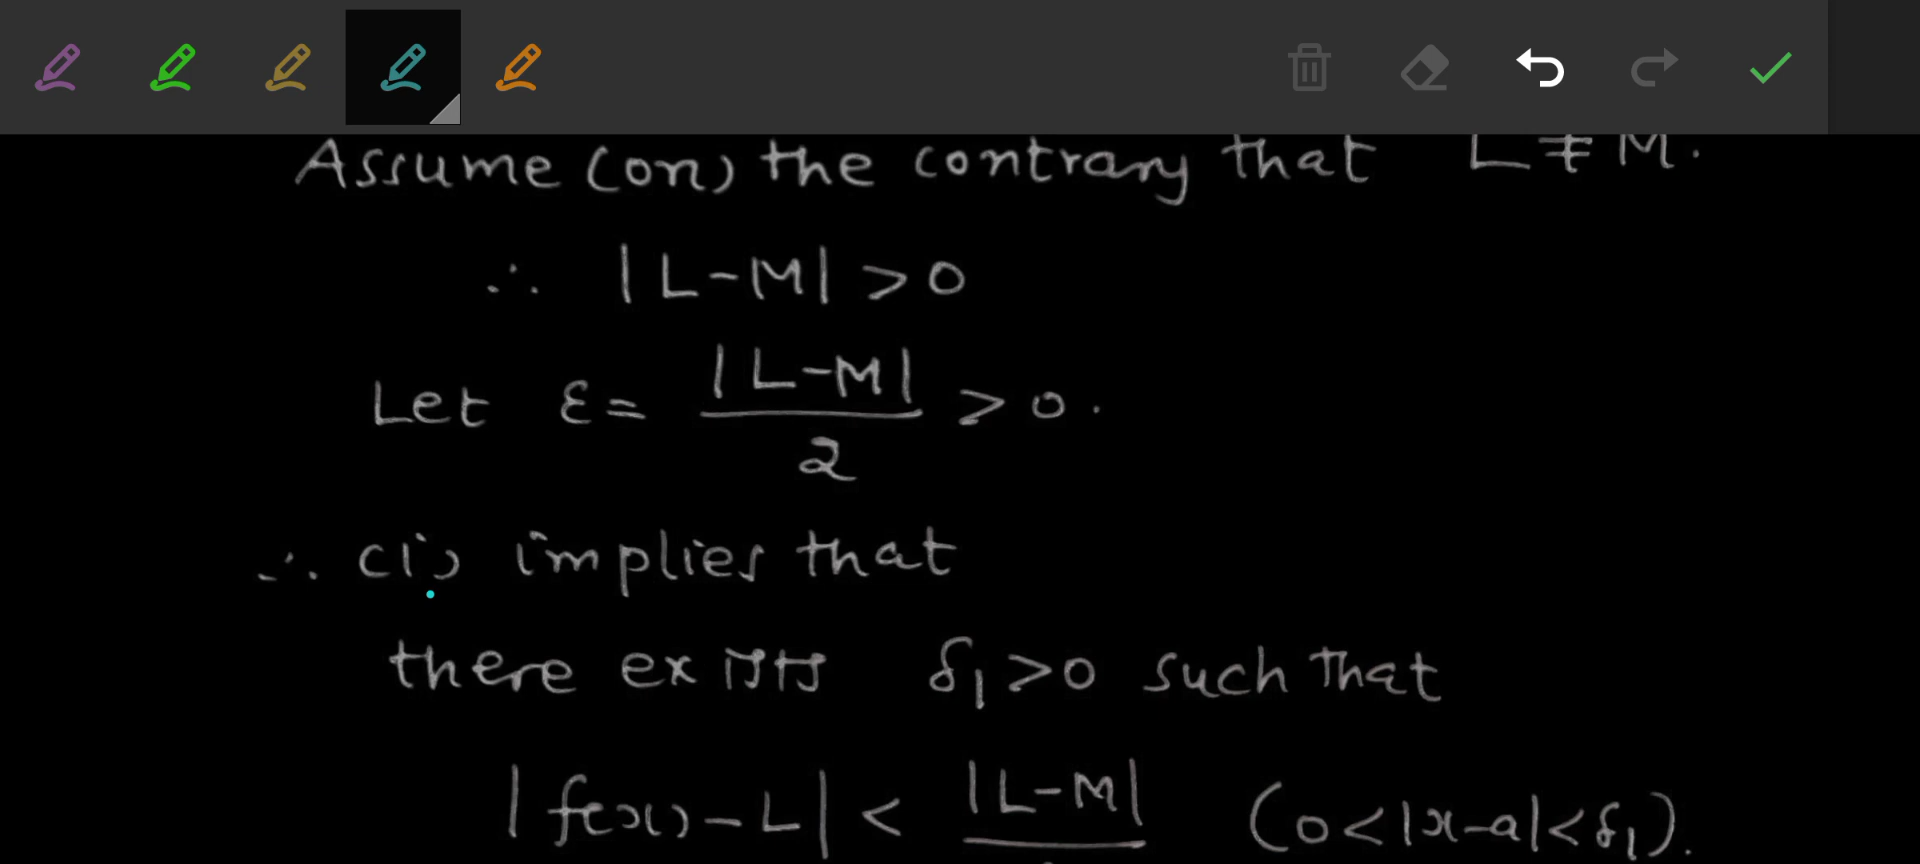 Assume (on) the contrary that L ≠ M.
∴ |L-M| > 0
Let ε = |L-M| / 2 > 0.
∴ (i) implies that
there exists δ₁ > 0 such that
|f(x) - L| < |L-M| (0 < |x-a| < δ₁).